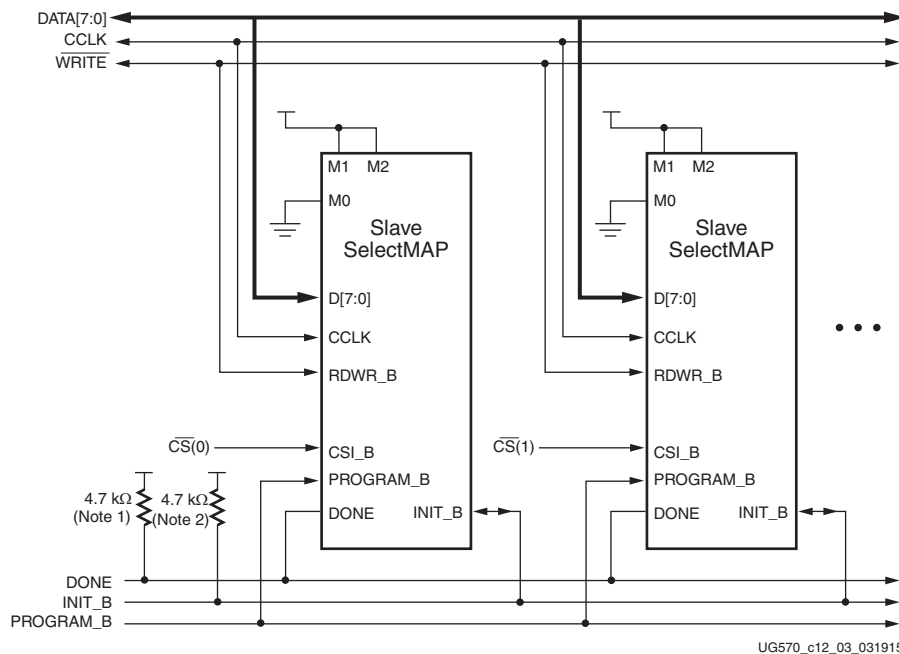 DATA[7:0]
CCLK
WRITE
M1 M2
M0
Slave
SelectMAP
D[7:0]
CCLK
RDWR_B
CS(0)
CSI_B
PROGRAM_B
DONE INIT_B
M1 M2
M0
Slave
SelectMAP
D[7:0]
CCLK
RDWR_B
CS(1)
CSI_B
PROGRAM_B
DONE INIT_B
4.7 kΩ
(Note 1)
4.7 kΩ
(Note 2)
DONE
INIT_B
PROGRAM_B
UG570_c12_03_031915